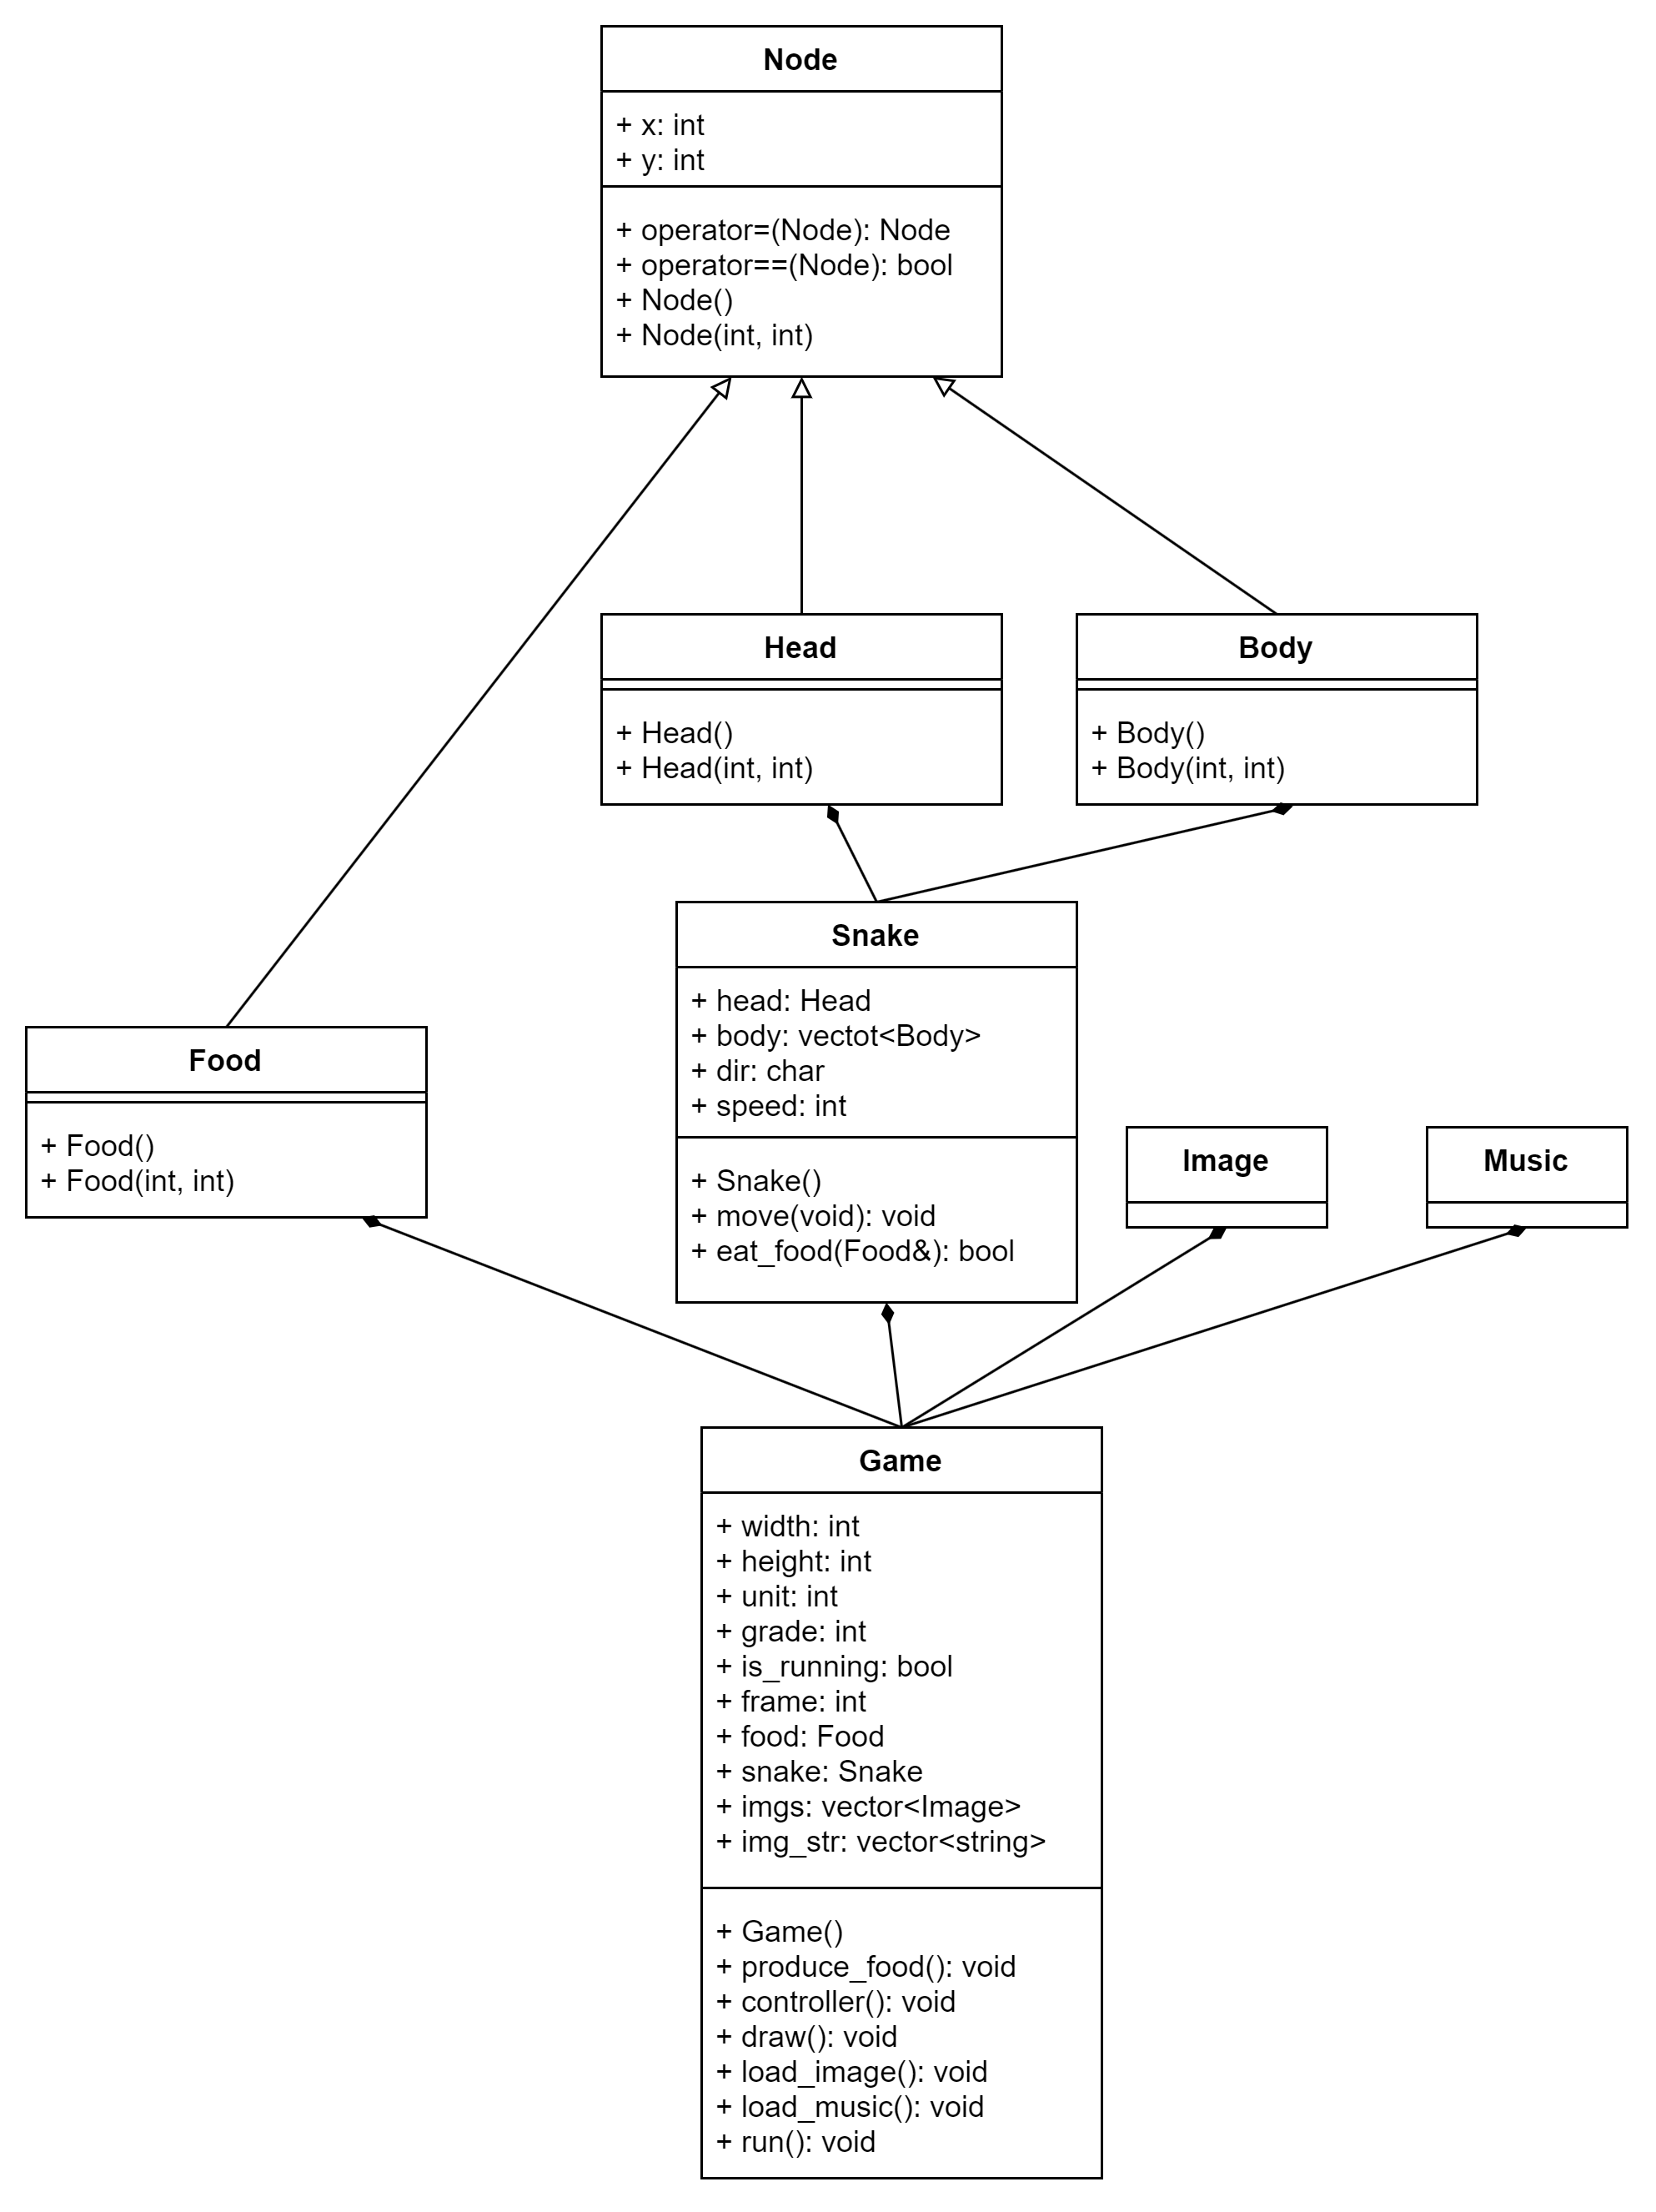 Node
+ x: int
+ y: int
+ operator=(Node): Node
+ operator==(Node): bool
+ Node()
+ Node(int, int)
Head
+ Head()
+ Head(int, int)
Body
+ Body()
+ Body(int, int)
Snake
+ head: Head
+ body: vectot<Body>
+ dir: char
+ speed: int
+ Snake()
+ move(void): void
+ eat_food(Food&): bool
Food
+ Food()
+ Food(int, int)
Image
Music
Game
+ width: int
+ height: int
+ unit: int
+ grade: int
+ is_running: bool
+ frame: int
+ food: Food
+ snake: Snake
+ imgs: vector<Image>
+ img_str: vector<string>
+ Game()
+ produce_food(): void
+ controller(): void
+ draw(): void
+ load_image(): void
+ load_music(): void
+ run(): void